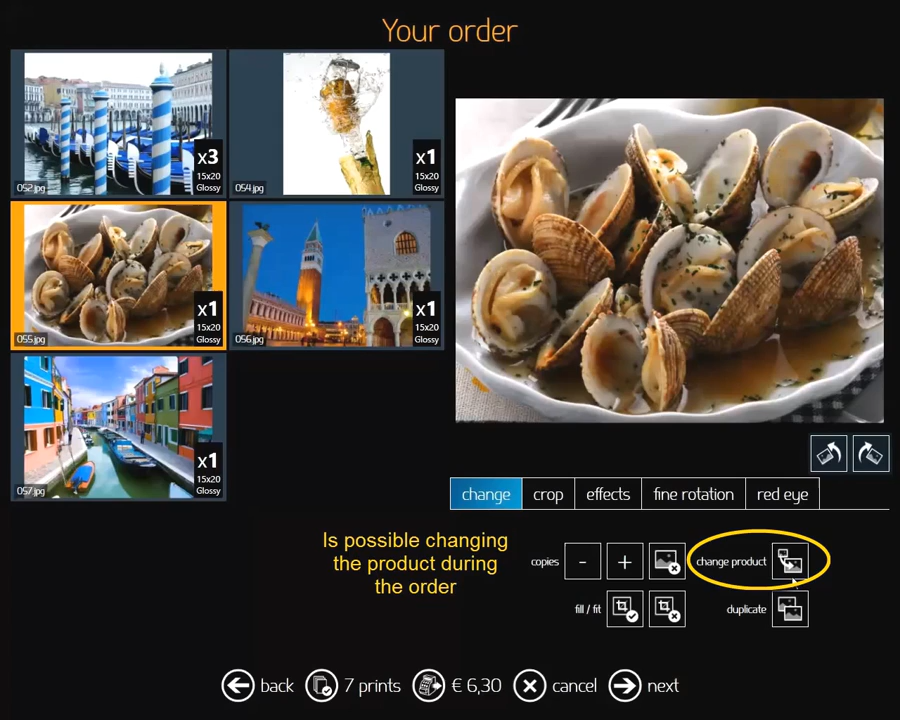 Your order
x3
15x20
Glossy
052.jpg
x1
15x20
Glossy
054.jpg
x1
15x20
Glossy
055.jpg
x1
15x20
Glossy
056.jpg
x1
15x20
Glossy
057.jpg
change crop effects fine rotation red eye
Is possible changing
the product during
the order
copies - + change product
fill / fit duplicate
back 7 prints € 6,30 cancel next